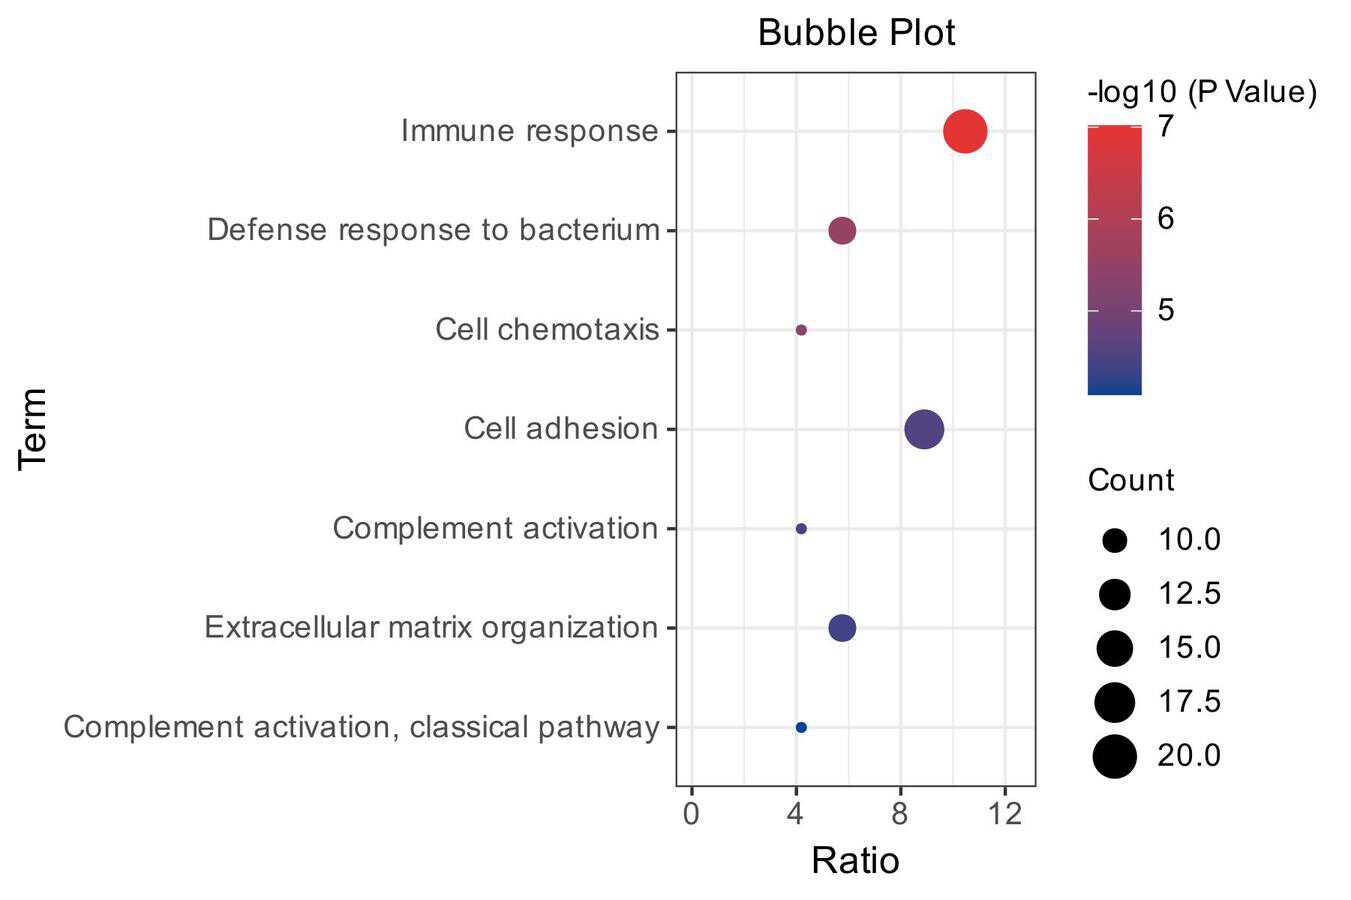 Bubble Plot
Immune response
Defense response to bacterium
Cell chemotaxis
Cell adhesion
Complement activation
Extracellular matrix organization
Complement activation, classical pathway
Term
0 4 8 12
Ratio
-log10 (P Value)
7
6
5
Count
10.0
12.5
15.0
17.5
20.0